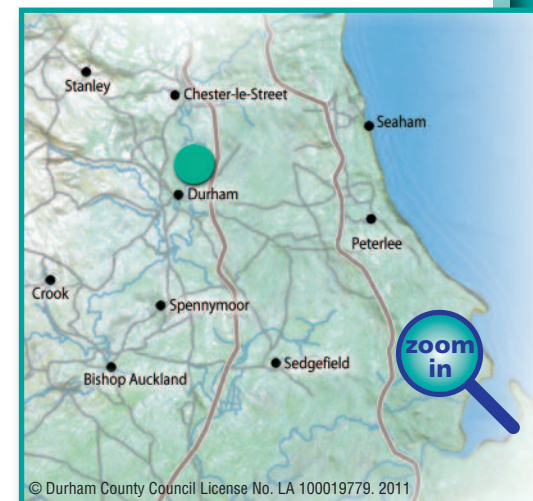 Stanley
Chester-le-Street
Seaham
Durham
Peterlee
Crook
Spennymoor
zoom
in
Sedgefield
Bishop Auckland
© Durham County Council License No. LA 100019779. 2011